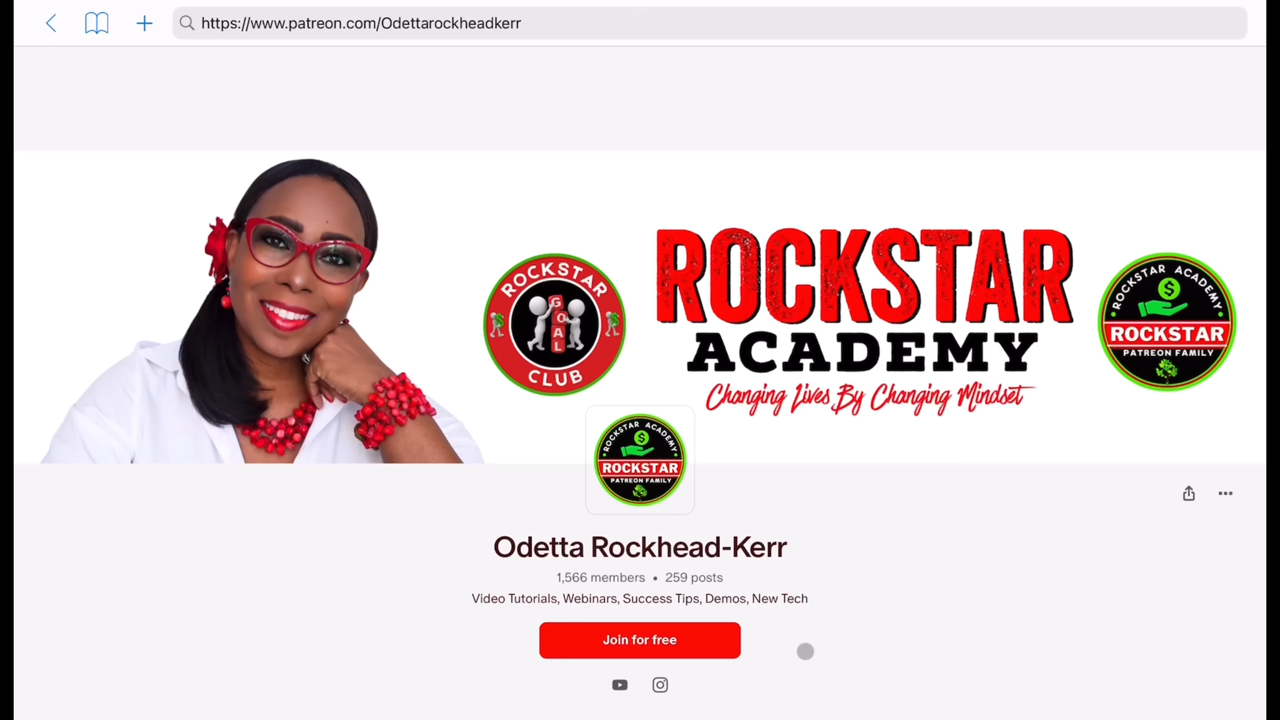 https://www.patreon.com/Odettarockheadkerr
ROCKSTAR
GOAL
CLUB
ROCKSTAR
ACADEMY
Changing Lives By Changing Mindset
ROCKSTAR ACADEMY
$
ROCKSTAR
PATREON FAMILY
ROCKSTAR ACADEMY
$
ROCKSTAR
PATREON FAMILY
Odetta Rockhead-Kerr
1,566 members • 259 posts
Video Tutorials, Webinars, Success Tips, Demos, New Tech
Join for free